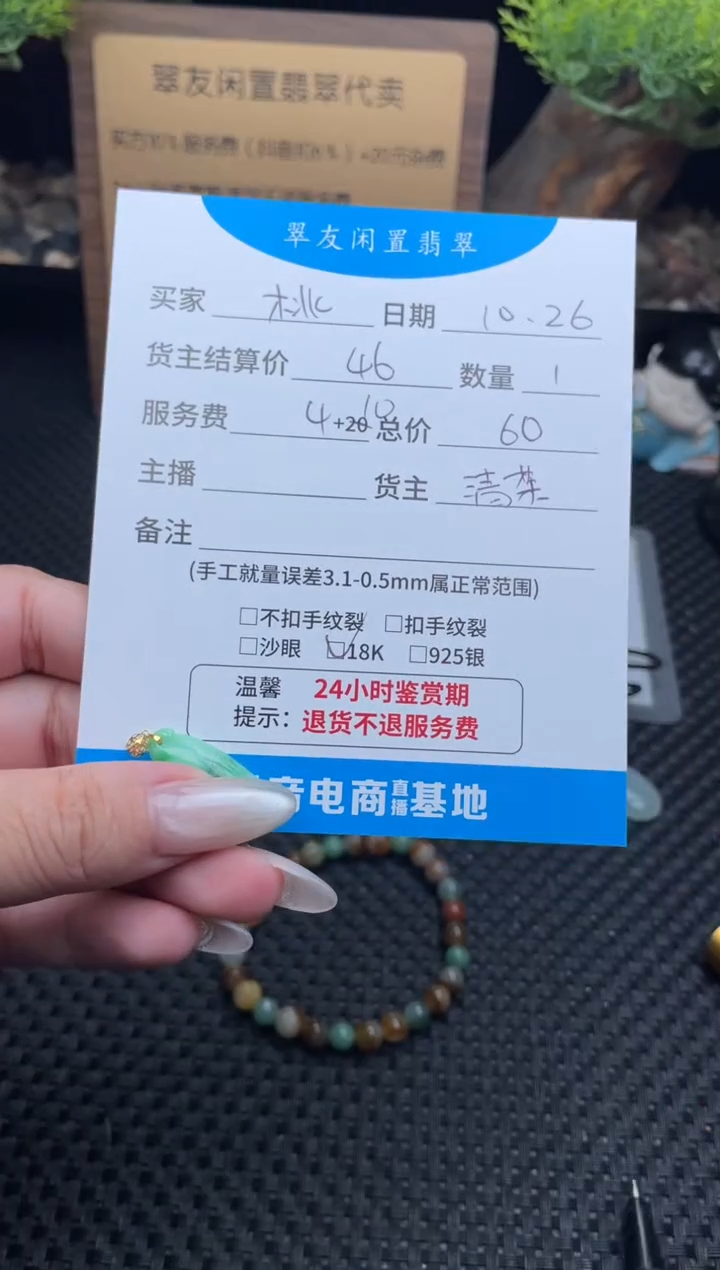 翠友闲置翡翠代卖
翠友闲置翡翠
买家 桃 日期 10.26
货主结算价 46 数量 1
服务费 4 +20 10 总价 60
主播 货主 清荣
备注
(手工就量误差3.1-0.5mm属正常范围)
□不扣手纹裂 □扣手纹裂
□沙眼 ☑18K □925银
温馨 24小时鉴赏期
提示：退货不退服务费
音电商直播基地